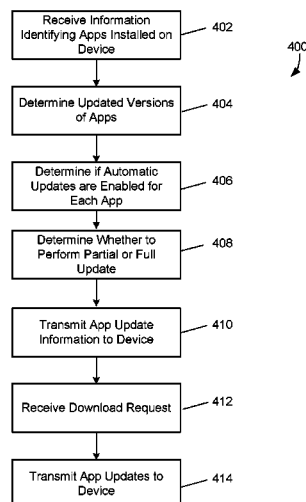 Receive Information
Identifying Apps Installed on
Device
402
400
Determine Updated Versions
of Apps
404
Determine if Automatic
Updates are Enabled for
Each App
406
Determine Whether to
Perform Partial or Full
Update
408
Transmit App Update
Information to Device
410
Receive Download Request
412
Transmit App Updates to
Device
414